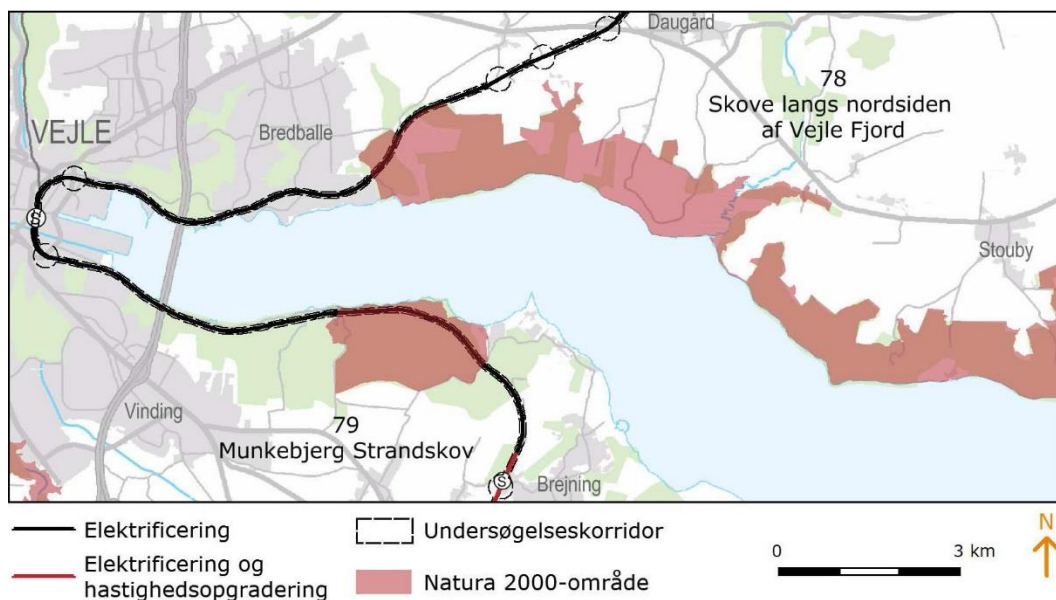 Daugård
78
Skove langs nordsiden
af Vejle Fjord
VEJLE
Bredballe
S
Stouby
Vinding
79
Munkebjerg Strandskov
S
Brejning
Elektrificering
Elektrificering og
hastighedsopgradering
Undersøgelseskorridor
Natura 2000-område
0 3 km
N